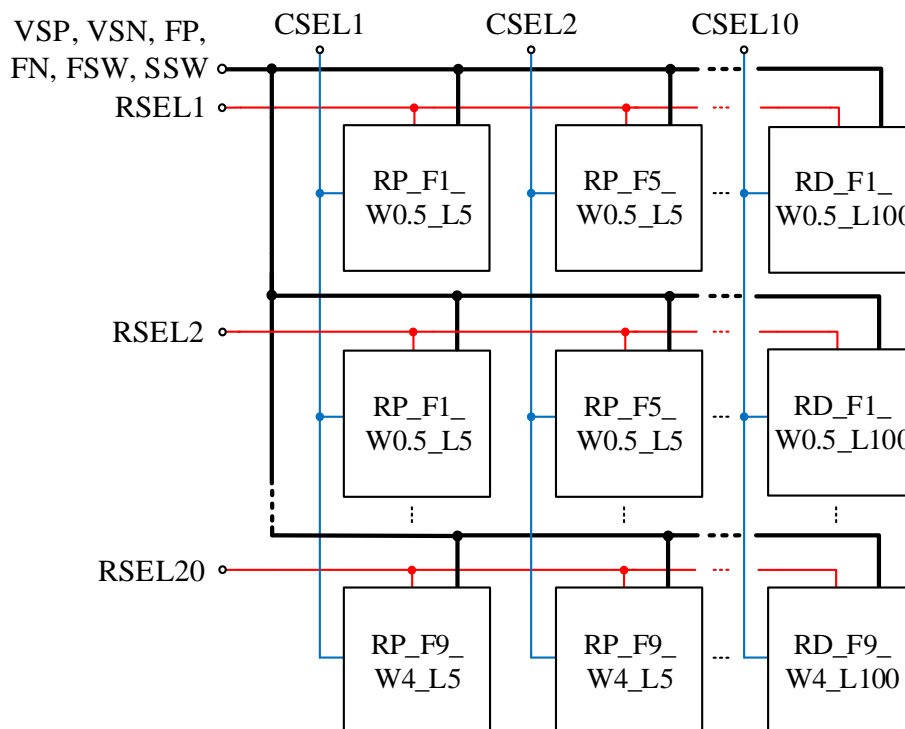 VSP, VSN, FP,
FN, FSW, SSW
CSEL1
CSEL2
CSEL10
RSEL1
RP_F1_
W0.5_L5
RP_F5_
W0.5_L5
RD_F1_
W0.5_L100
RSEL2
RP_F1_
W0.5_L5
RP_F5_
W0.5_L5
RD_F1_
W0.5_L100
RSEL20
RP_F9_
W4_L5
RP_F9_
W4_L5
RD_F9_
W4_L100